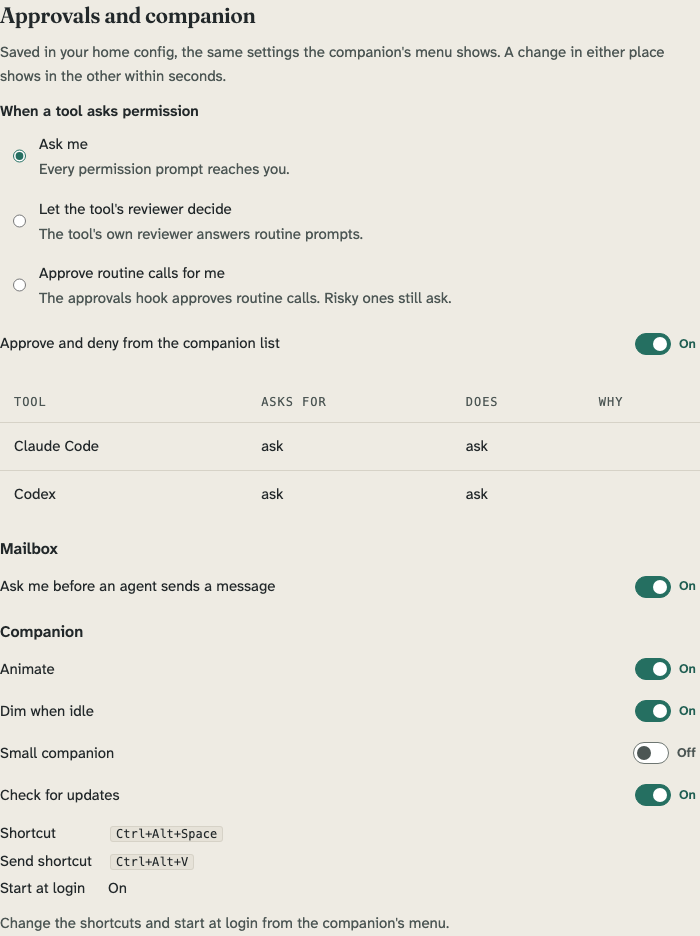 Approvals and companion
Saved in your home config, the same settings the companion's menu shows. A change in either place
shows in the other within seconds.
When a tool asks permission
Ask me
Every permission prompt reaches you.
Let the tool's reviewer decide
The tool's own reviewer answers routine prompts.
Approve routine calls for me
The approvals hook approves routine calls. Risky ones still ask.
Approve and deny from the companion list On
TOOL ASKS FOR DOES WHY
Claude Code ask ask
Codex ask ask
Mailbox
Ask me before an agent sends a message On
Companion
Animate On
Dim when idle On
Small companion Off
Check for updates On
Shortcut Ctrl+Alt+Space
Send shortcut Ctrl+Alt+V
Start at login On
Change the shortcuts and start at login from the companion's menu.